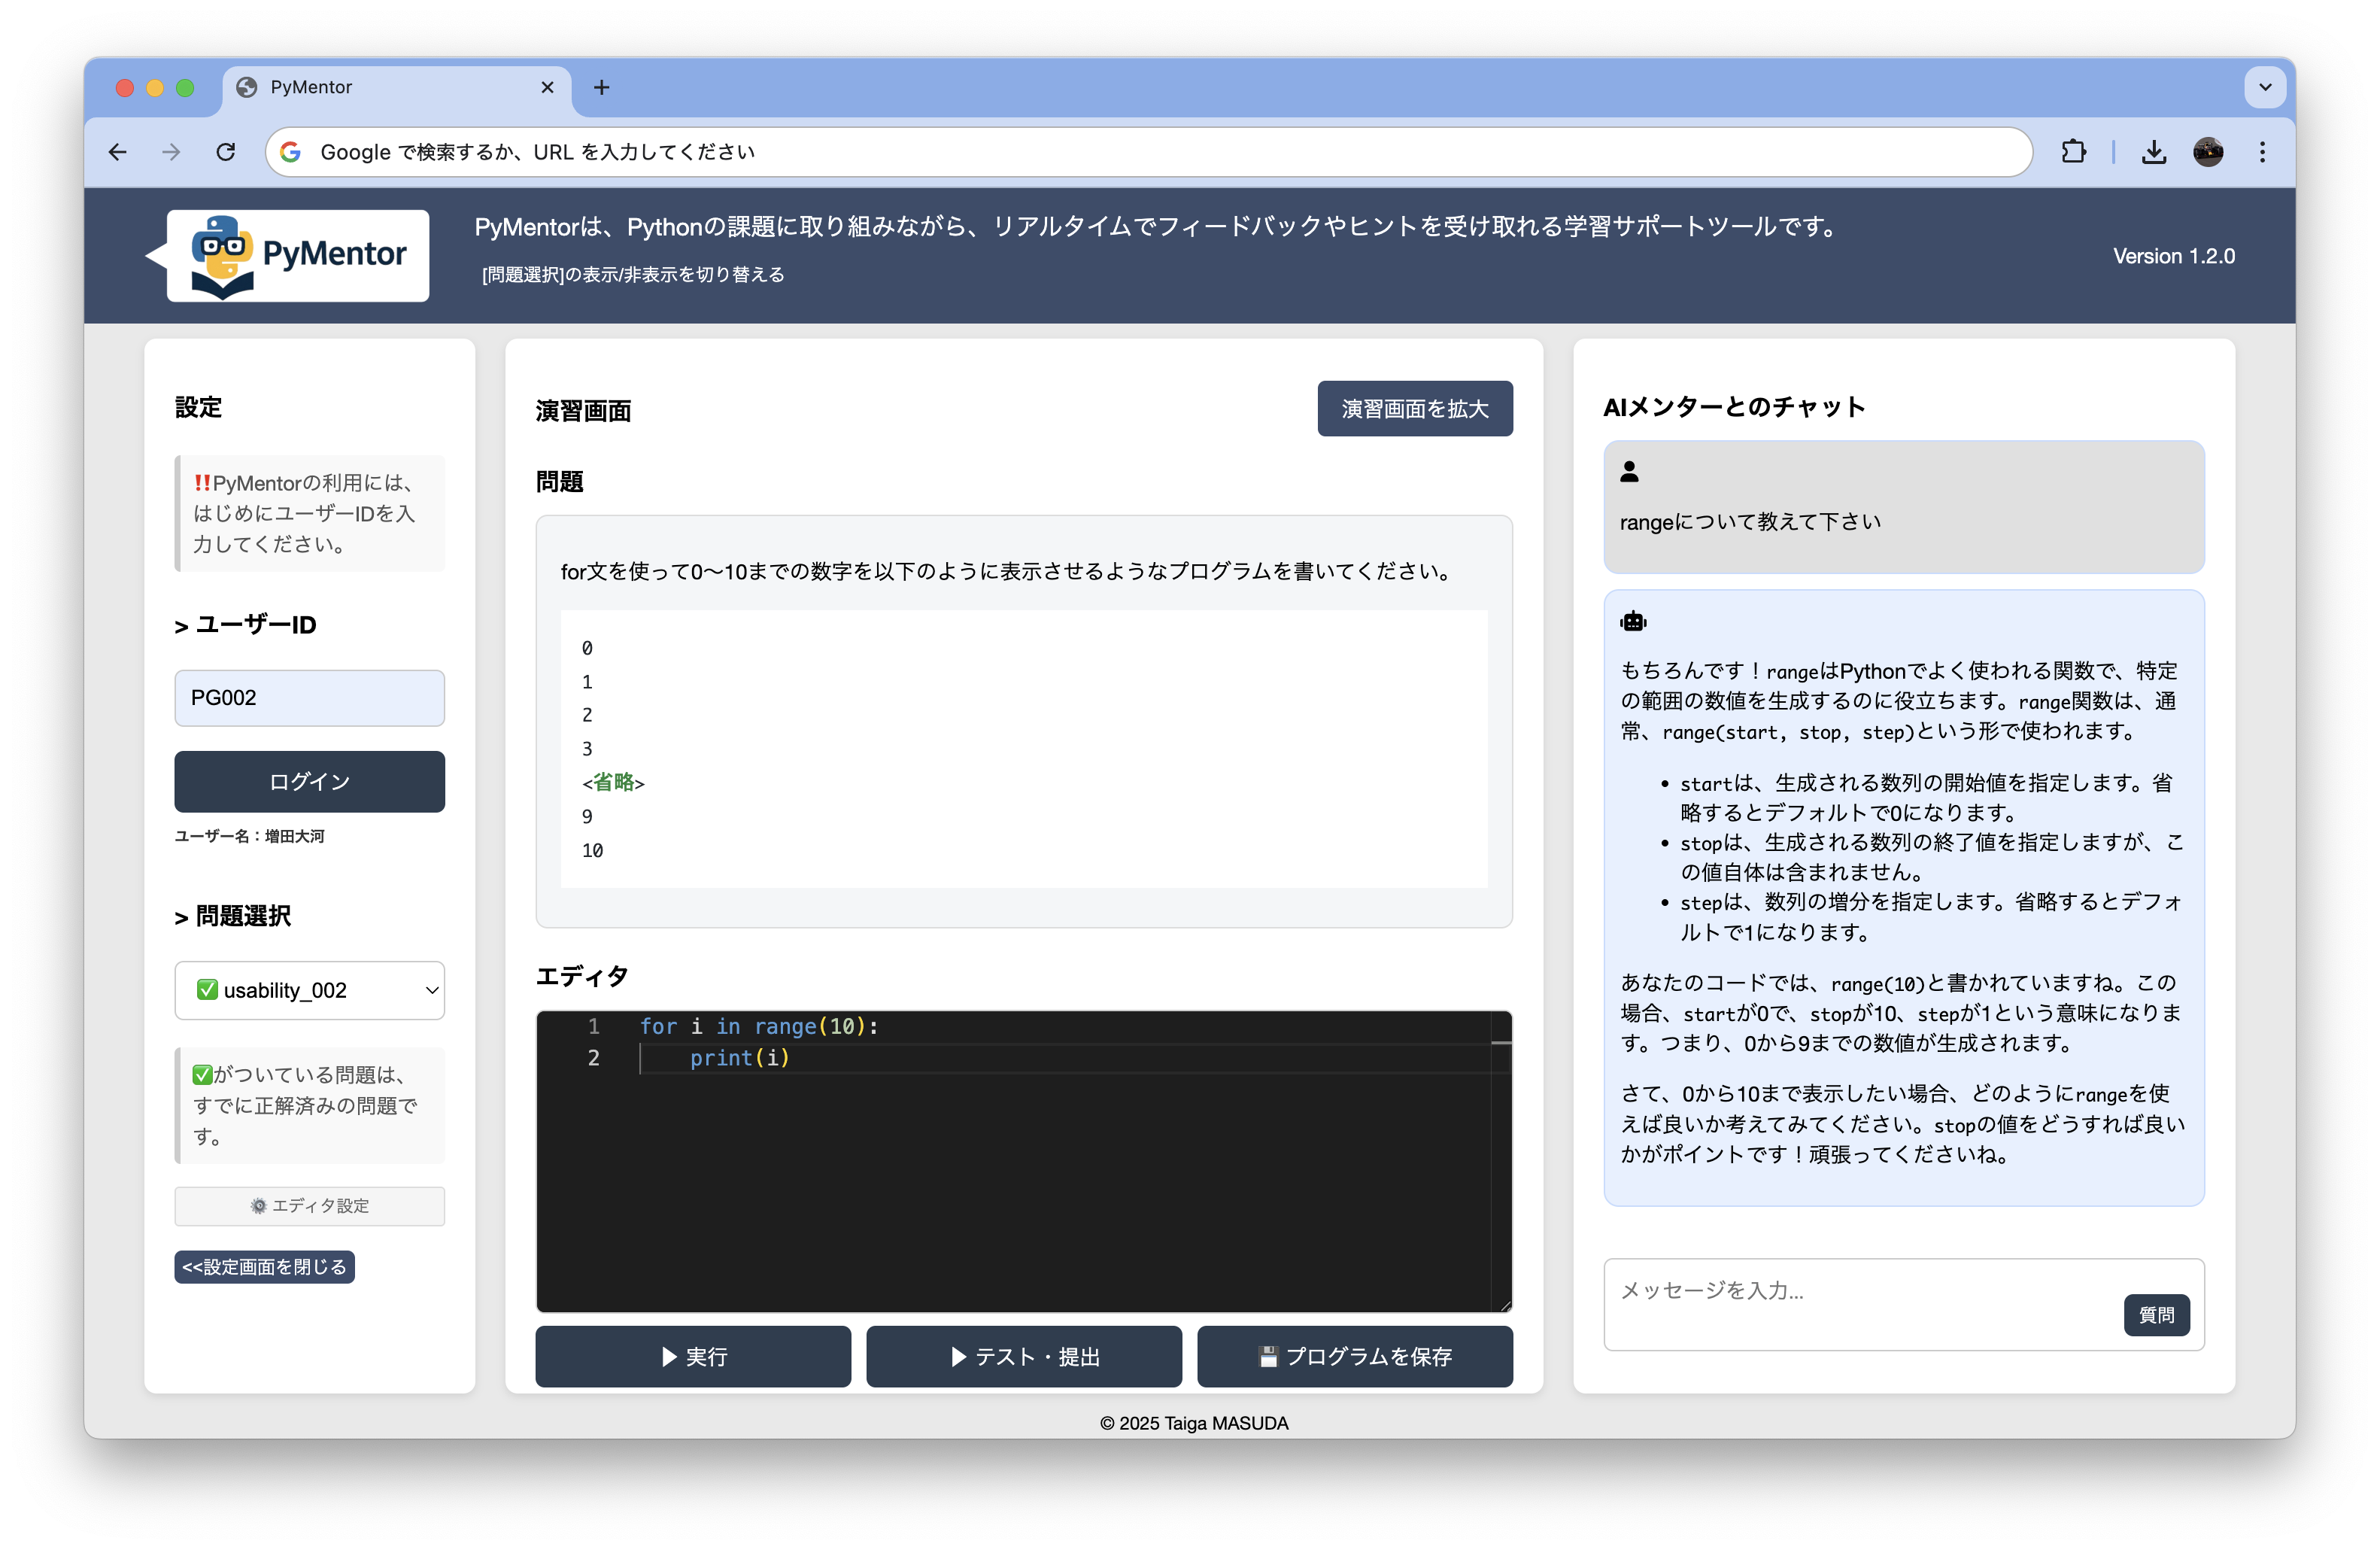 PyMentor
Google で検索するか、URL を入力してください
PyMentor
PyMentorは、Pythonの課題に取り組みながら、リアルタイムでフィードバックやヒントを受け取れる学習サポートツールです。
[問題選択]の表示/非表示を切り替える
Version 1.2.0
設定
‼️PyMentorの利用には、
はじめにユーザーIDを入
力してください。
> ユーザーID
PG002
ログイン
ユーザー名：増田大河
> 問題選択
✅ usability_002
✅がついている問題は、
すでに正解済みの問題で
す。
⚙️ エディタ設定
<<設定画面を閉じる
演習画面
演習画面を拡大
問題
for文を使って0〜10までの数字を以下のように表示させるようなプログラムを書いてください。
0
1
2
3
<省略>
9
10
エディタ
1 for i in range(10):
2     print(i)
▶ 実行
▶ テスト・提出
💾 プログラムを保存
AIメンターとのチャット
rangeについて教えて下さい
もちろんです！rangeはPythonでよく使われる関数で、特定
の範囲の数値を生成するのに役立ちます。range関数は、通
常、range(start, stop, step)という形で使われます。
• startは、生成される数列の開始値を指定します。省
略するとデフォルトで0になります。
• stopは、生成される数列の終了値を指定しますが、こ
の値自体は含まれません。
• stepは、数列の増分を指定します。省略するとデフォ
ルトで1になります。
あなたのコードでは、range(10)と書かれていますね。この
場合、startが0で、stopが10、stepが1という意味になりま
す。つまり、0から9までの数値が生成されます。
さて、0から10まで表示したい場合、どのようにrangeを使
えば良いか考えてみてください。stopの値をどうすれば良い
かがポイントです！頑張ってくださいね。
メッセージを入力...
質問
© 2025 Taiga MASUDA